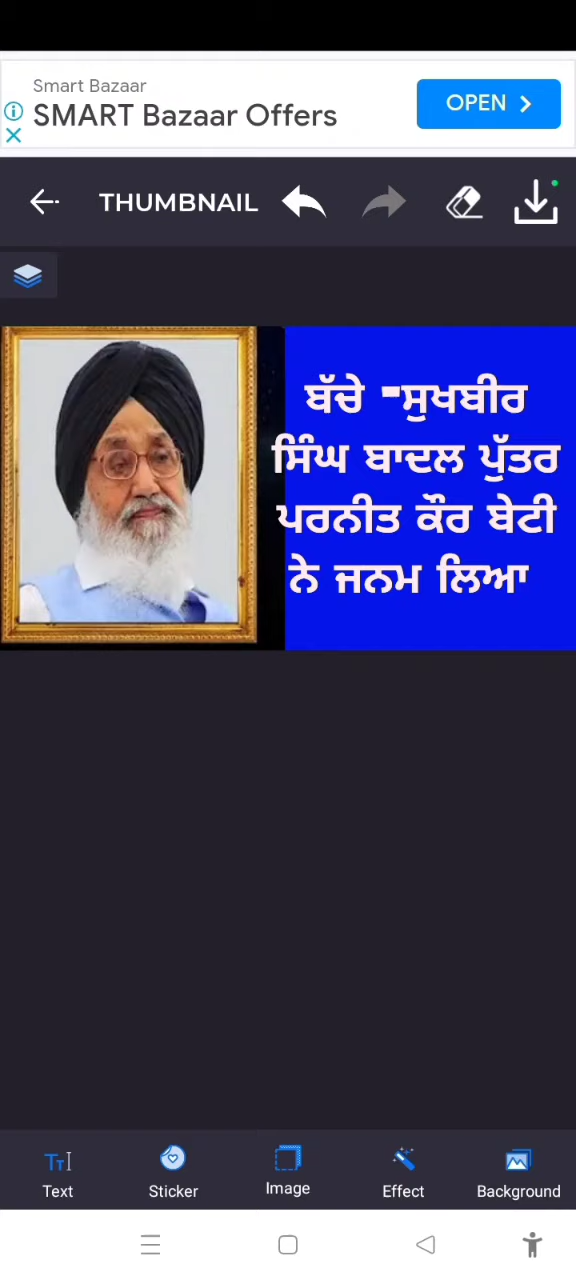 Smart Bazaar
SMART Bazaar Offers
OPEN
THUMBNAIL
ਬੱਚੇ -ਸੁਖਬੀਰ
ਸਿੰਘ ਬਾਦਲ ਪੁੱਤਰ
ਪਰਨੀਤ ਕੌਰ ਬੇਟੀ
ਨੇ ਜਨਮ ਲਿਆ
Text
Sticker
Image
Effect
Background